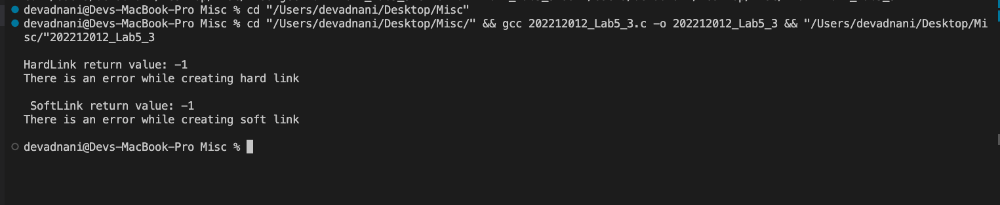 devadnani@Devs-MacBook-Pro Misc % cd "/Users/devadnani/Desktop/Misc"
devadnani@Devs-MacBook-Pro Misc % cd "/Users/devadnani/Desktop/Misc/" && gcc 202212012_Lab5_3.c -o 202212012_Lab5_3 && "/Users/devadnani/Desktop/Mi
sc/"202212012_Lab5_3
HardLink return value: -1
There is an error while creating hard link
SoftLink return value: -1
There is an error while creating soft link
devadnani@Devs-MacBook-Pro Misc %